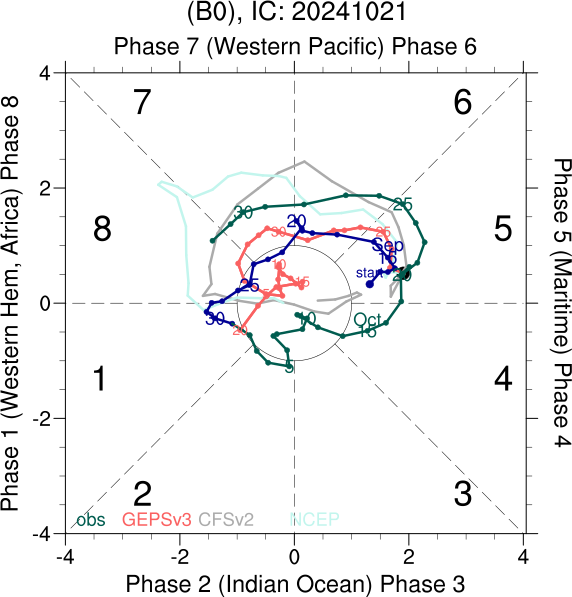 (B0), IC: 20241021
Phase 7 (Western Pacific) Phase 6
Phase 1 (Western Hem, Africa) Phase 8
Phase 5 (Maritime) Phase 4
4
2
0
-2
-4
7
6
8
5
1
4
2
3
30
25
20
30
25
Sep
15
start
20
10
15
5
25
30
20
10
Oct
15
5
obs GEPSv3 CFSv2 NCEP
-4 -2 0 2 4
Phase 2 (Indian Ocean) Phase 3